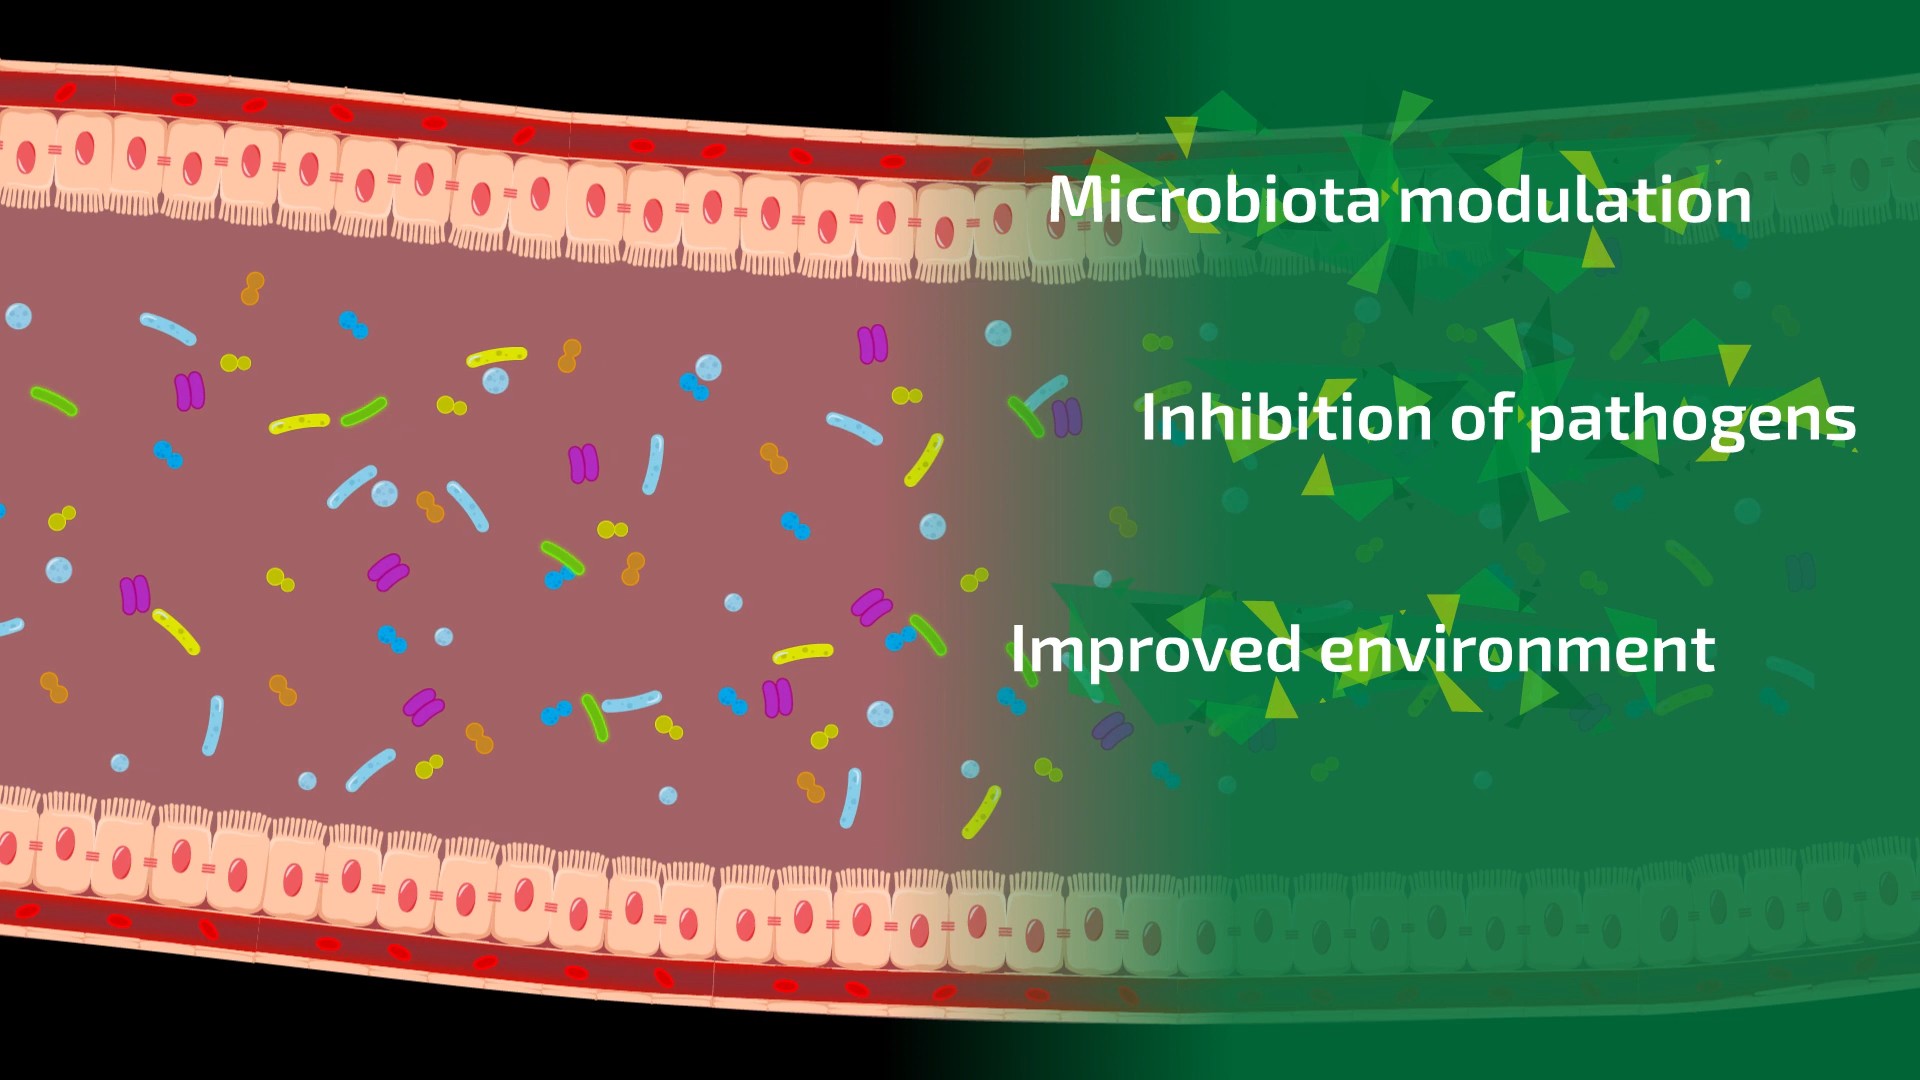 Microbiota modulation
Inhibition of pathogens
Improved environment